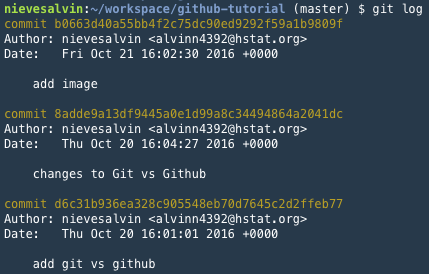 nievesalvin:~/workspace/github-tutorial (master) $ git log
commit b0663d40a55bb4f2c75dc90ed9292f59a1b9809f
Author: nievesalvin <alvinn4392@hstat.org>
Date:   Fri Oct 21 16:02:30 2016 +0000
add image
commit 8adde9a13df9445a0e1d99a8c34494864a2041dc
Author: nievesalvin <alvinn4392@hstat.org>
Date:   Thu Oct 20 16:04:27 2016 +0000
changes to Git vs Github
commit d6c31b936ea328c905548eb70d7645c2d2ffeb77
Author: nievesalvin <alvinn4392@hstat.org>
Date:   Thu Oct 20 16:01:01 2016 +0000
add git vs github